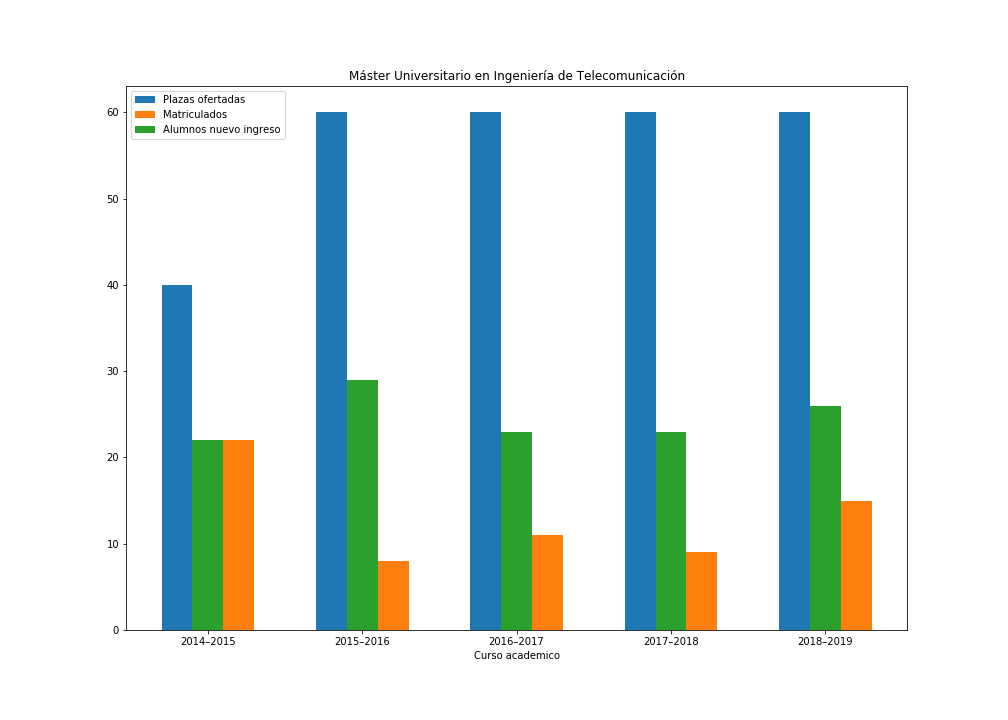 Máster Universitario en Ingeniería de Telecomunicación
Plazas ofertadas
Matriculados
Alumnos nuevo ingreso
60
50
40
30
20
10
0
2014–2015 2015–2016 2016–2017 2017–2018 2018–2019
Curso academico